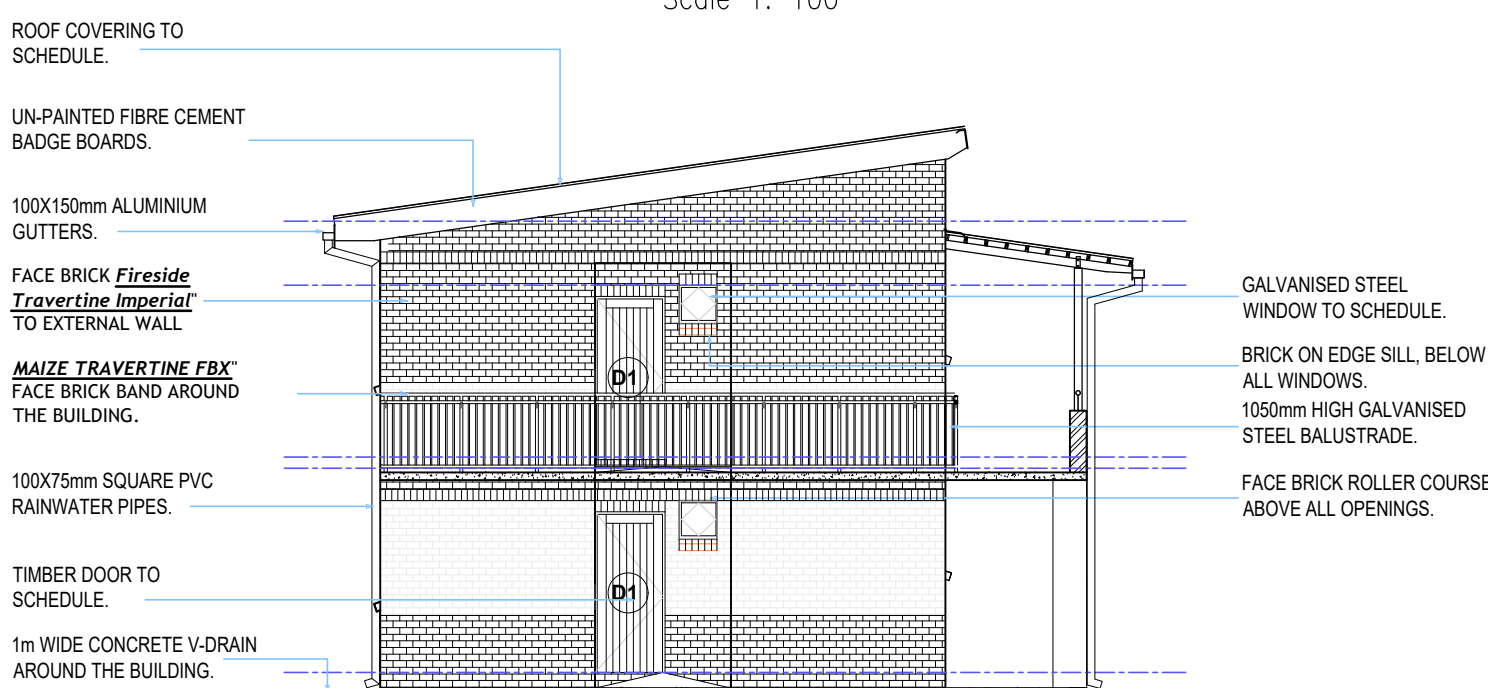 Scale 1: 100
ROOF COVERING TO
SCHEDULE.
UN-PAINTED FIBRE CEMENT
BADGE BOARDS.
100X150mm ALUMINIUM
GUTTERS.
FACE BRICK Fireside
Travertine Imperial"
TO EXTERNAL WALL
MAIZE TRAVERTINE FBX"
FACE BRICK BAND AROUND
THE BUILDING.
100X75mm SQUARE PVC
RAINWATER PIPES.
TIMBER DOOR TO
SCHEDULE.
1m WIDE CONCRETE V-DRAIN
AROUND THE BUILDING.
D1
D1
GALVANISED STEEL
WINDOW TO SCHEDULE.
BRICK ON EDGE SILL, BELOW
ALL WINDOWS.
1050mm HIGH GALVANISED
STEEL BALUSTRADE.
FACE BRICK ROLLER COURSE
ABOVE ALL OPENINGS.